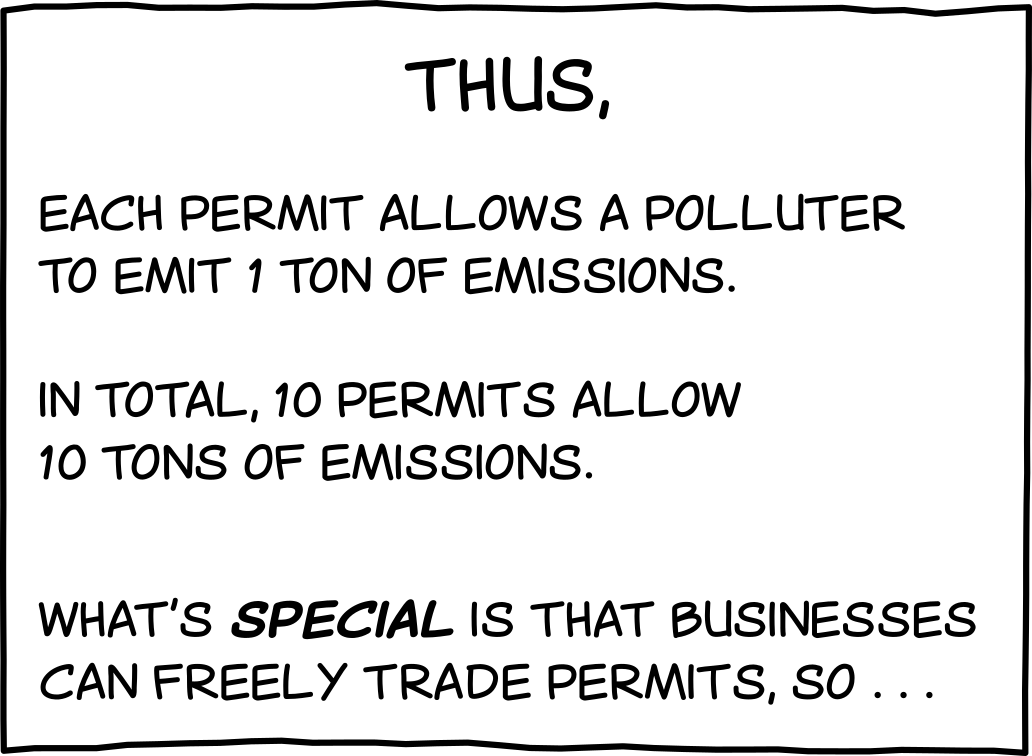 THUS,
EACH PERMIT ALLOWS A POLLUTER
TO EMIT 1 TON OF EMISSIONS.
IN TOTAL, 10 PERMITS ALLOW
10 TONS OF EMISSIONS.
WHAT'S SPECIAL IS THAT BUSINESSES
CAN FREELY TRADE PERMITS, SO . . .